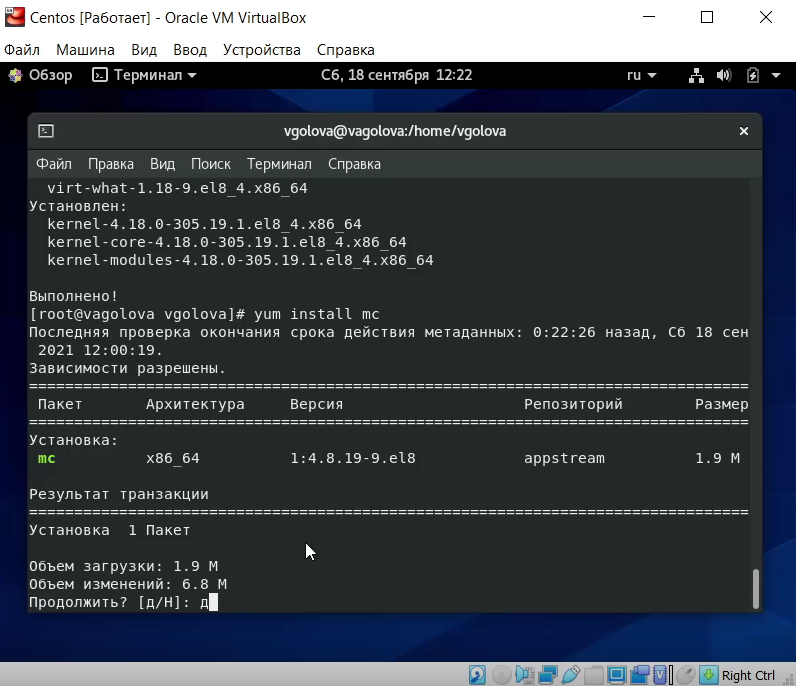 Centos [Работает] - Oracle VM VirtualBox
Файл Машина Вид Ввод Устройства Справка
Обзор Терминал Сб, 18 сентября 12:22 ru
vgolova@vagolova:/home/vgolova
Файл Правка Вид Поиск Терминал Справка
virt-what-1.18-9.el8_4.x86_64
Установлен:
kernel-4.18.0-305.19.1.el8_4.x86_64
kernel-core-4.18.0-305.19.1.el8_4.x86_64
kernel-modules-4.18.0-305.19.1.el8_4.x86_64
Выполнено!
[root@vagolova vgolova]# yum install mc
Последняя проверка окончания срока действия метаданных: 0:22:26 назад, Сб 18 сен
2021 12:00:19.
Зависимости разрешены.
================================================================================
Пакет Архитектура Версия Репозиторий Размер
================================================================================
Установка:
mc x86_64 1:4.8.19-9.el8 appstream 1.9 M
Результат транзакции
================================================================================
Установка 1 Пакет
Объем загрузки: 1.9 M
Объем изменений: 6.8 M
Продолжить? [д/Н]: д
Right Ctrl